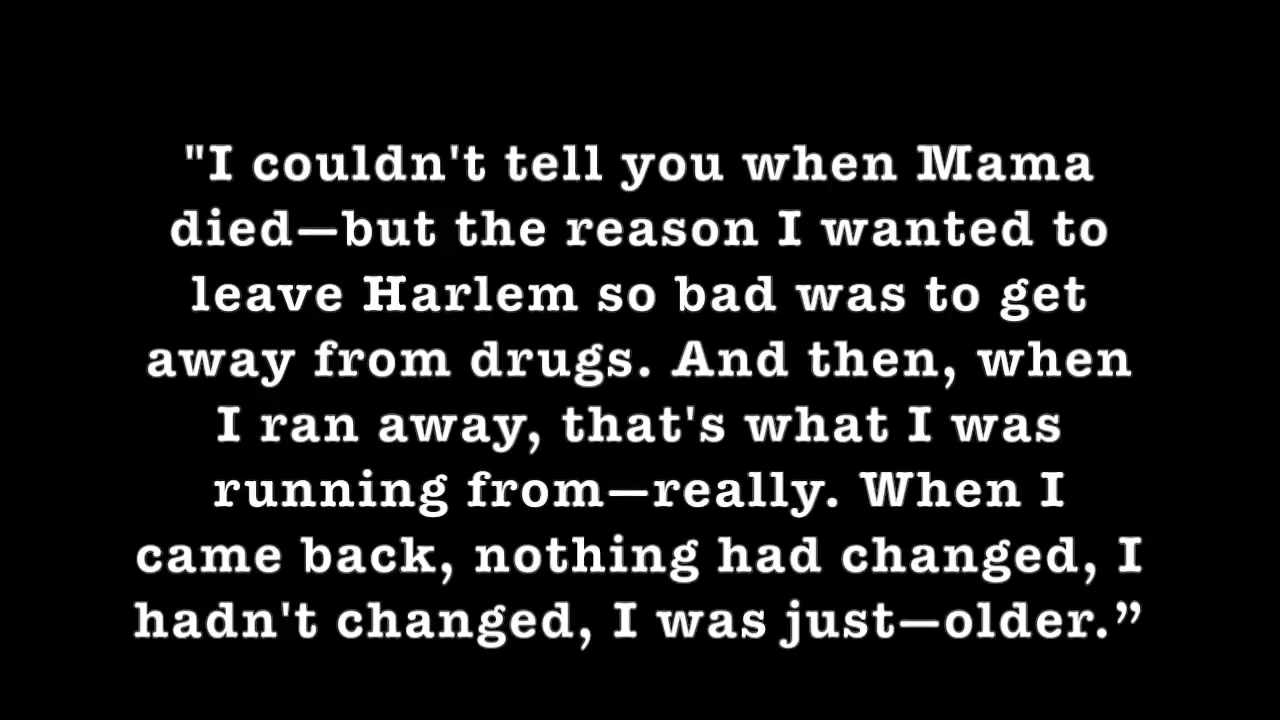 "I couldn't tell you when Mama
died—but the reason I wanted to
leave Harlem so bad was to get
away from drugs. And then, when
I ran away, that's what I was
running from—really. When I
came back, nothing had changed, I
hadn't changed, I was just—older.”